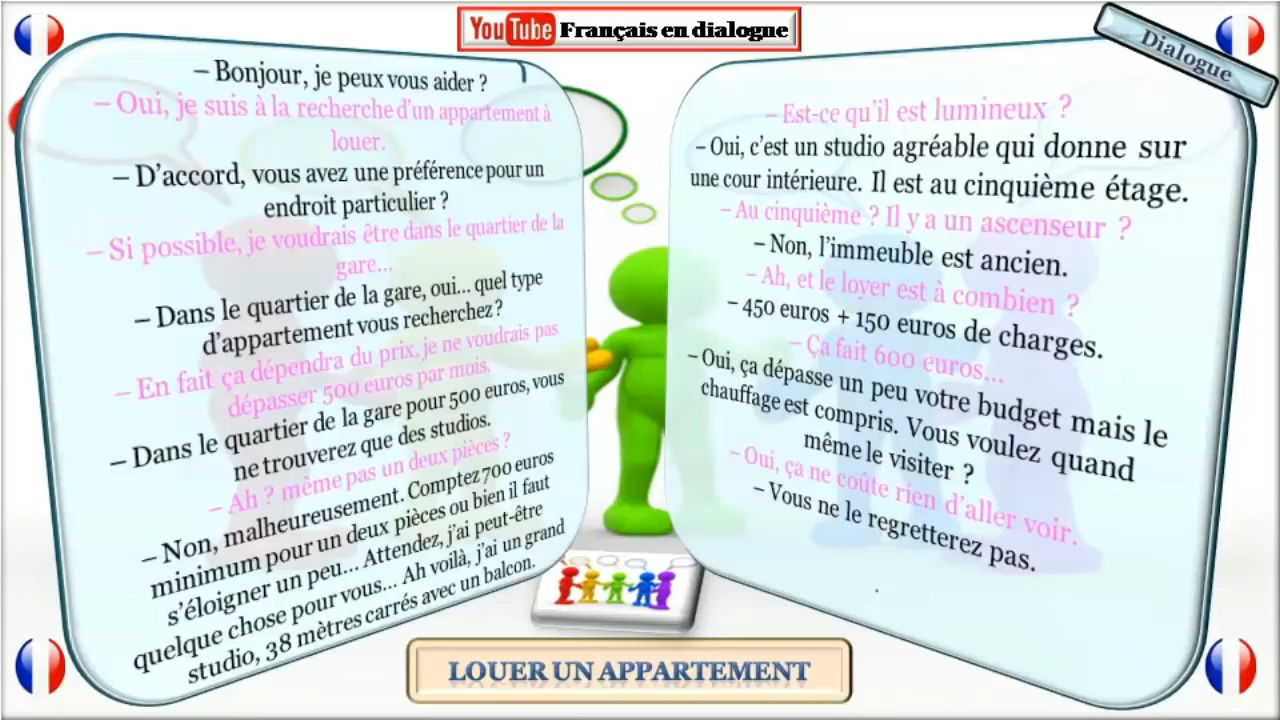 YouTube Français en dialogue
Dialogue
– Bonjour, je peux vous aider ?
– Oui, je suis à la recherche d'un appartement à
louer.
– D'accord, vous avez une préférence pour un
endroit particulier ?
– Si possible, je voudrais être dans le quartier de la
gare...
– Dans le quartier de la gare, oui... quel type
d'appartement vous recherchez ?
– En fait ça dépendra du prix, je ne voudrais pas
dépasser 500 euros par mois.
– Dans le quartier de la gare pour 500 euros, vous
ne trouverez que des studios.
– Ah ? même pas un deux pièces ?
– Non, malheureusement. Comptez 700 euros
minimum pour un deux pièces ou bien il faut
s'éloigner un peu... Attendez, j'ai peut-être
quelque chose pour vous... Ah voilà, j'ai un grand
studio, 38 mètres carrés avec un balcon.
– Est-ce qu'il est lumineux ?
– Oui, c'est un studio agréable qui donne sur
une cour intérieure. Il est au cinquième étage.
– Au cinquième ? Il y a un ascenseur ?
– Non, l'immeuble est ancien.
– Ah, et le loyer est à combien ?
– 450 euros + 150 euros de charges.
– Ça fait 600 euros...
– Oui, ça dépasse un peu votre budget mais le
chauffage est compris. Vous voulez quand
même le visiter ?
– Oui, ça ne coûte rien d'aller voir.
– Vous ne le regretterez pas.
LOUER UN APPARTEMENT